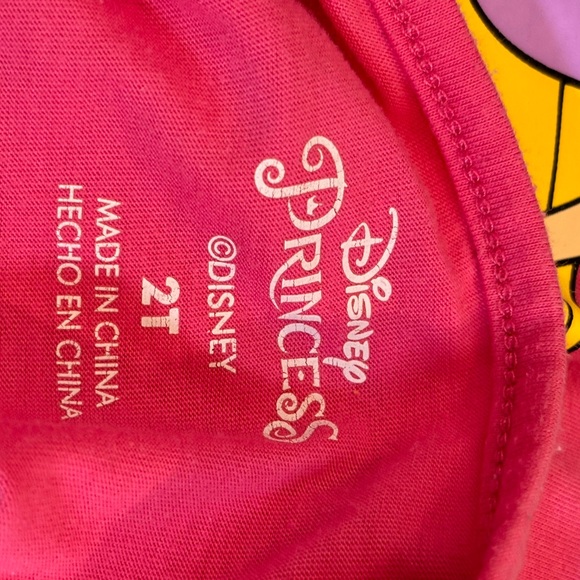 Disney
PRINCESS
©DISNEY
2T
MADE IN CHINA
HECHO EN CHINA